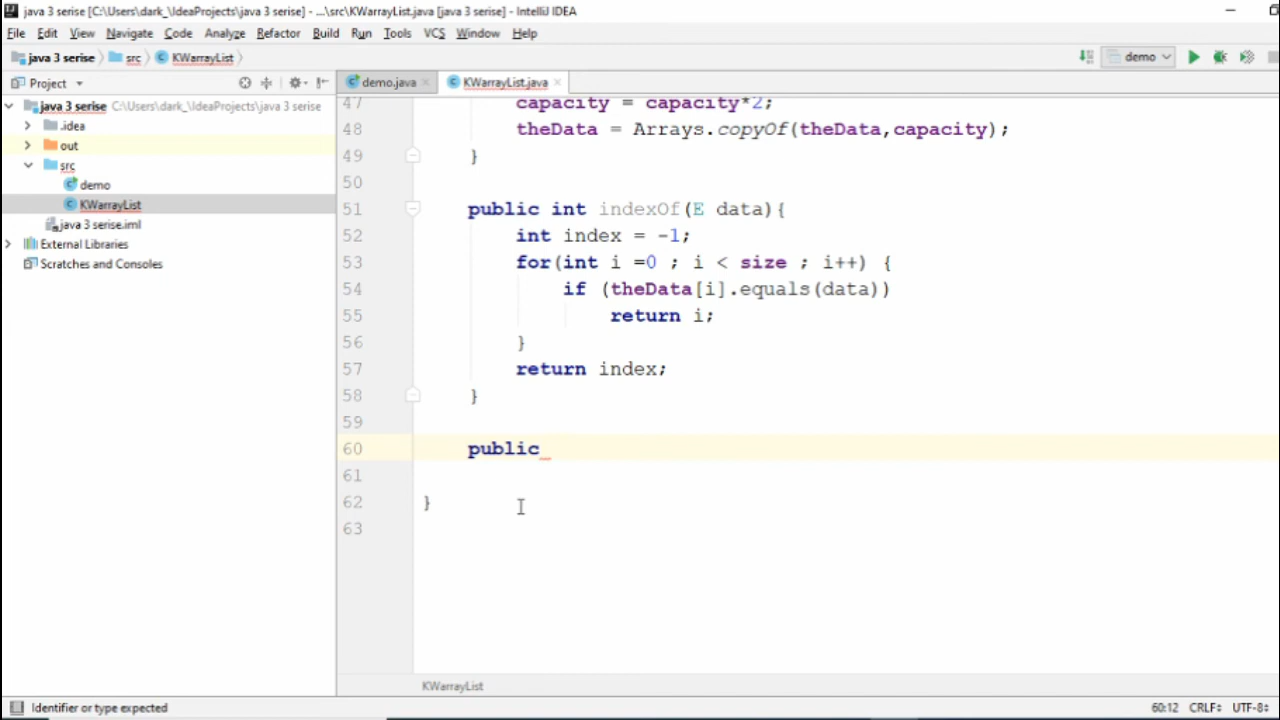 java 3 serise [C:\Users\dark_\IdeaProjects\java 3 serise] - ...\src\KWarrayList.java [java 3 serise] - IntelliJ IDEA
File Edit View Navigate Code Analyze Refactor Build Run Tools VCS Window Help
java 3 serise src KWarrayList demo
Project demo.java KWarrayList.java
java 3 serise C:\Users\dark_\IdeaProjects\java 3 serise
.idea
out
src
demo
KWarrayList
java 3 serise.iml
External Libraries
Scratches and Consoles
47 capacity = capacity*2;
48 theData = Arrays.copyOf(theData,capacity);
49 }
50
51 public int indexOf(E data){
52 int index = -1;
53 for(int i =0 ; i < size ; i++) {
54 if (theData[i].equals(data))
55 return i;
56 }
57 return index;
58 }
59
60 public
61
62 }
63
KWarrayList
Identifier or type expected 60:12 CRLF UTF-8